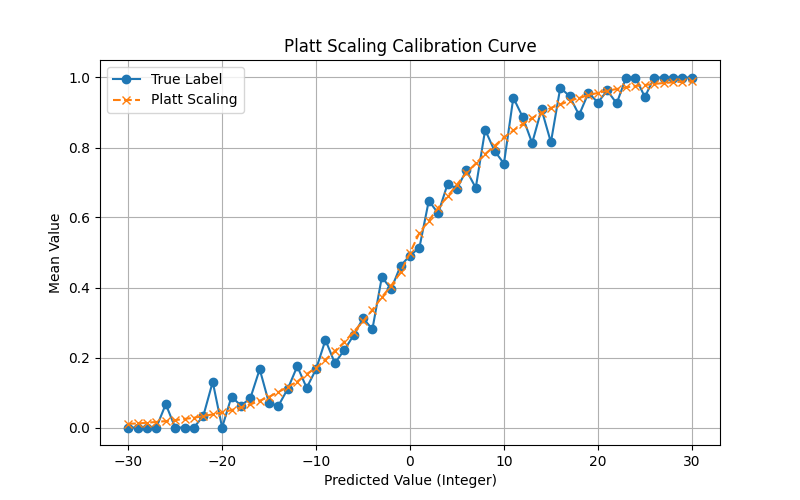 Platt Scaling Calibration Curve
True Label
Platt Scaling
1.0
0.8
0.6
0.4
0.2
0.0
Mean Value
−30
−20
−10
0
10
20
30
Predicted Value (Integer)